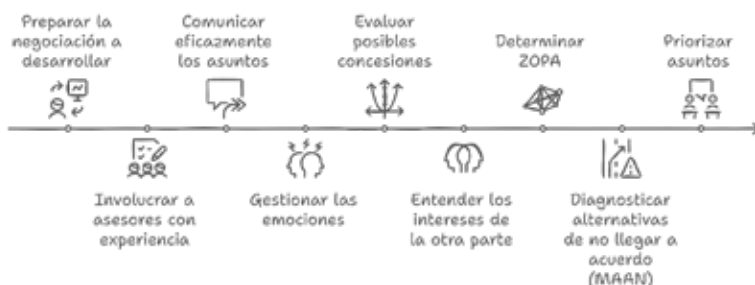 Preparar la
negociación a
desarrollar
Involucrar a
asesores con
experiencia
Comunicar
eficazmente
los asuntos
Gestionar las
emociones
Evaluar
posibles
concesiones
Entender los
intereses de
la otra parte
Determinar
ZOPA
Diagnosticar
alternativas
de no llegar a
acuerdo
(MAAN)
Priorizar
asuntos